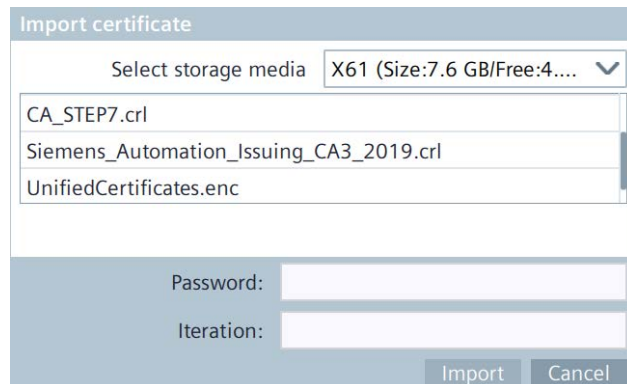 Import certificate
Select storage media X61 (Size:7.6 GB/Free:4....
CA_STEP7.crl
Siemens_Automation_Issuing_CA3_2019.crl
UnifiedCertificates.enc
Password:
Iteration:
Import Cancel